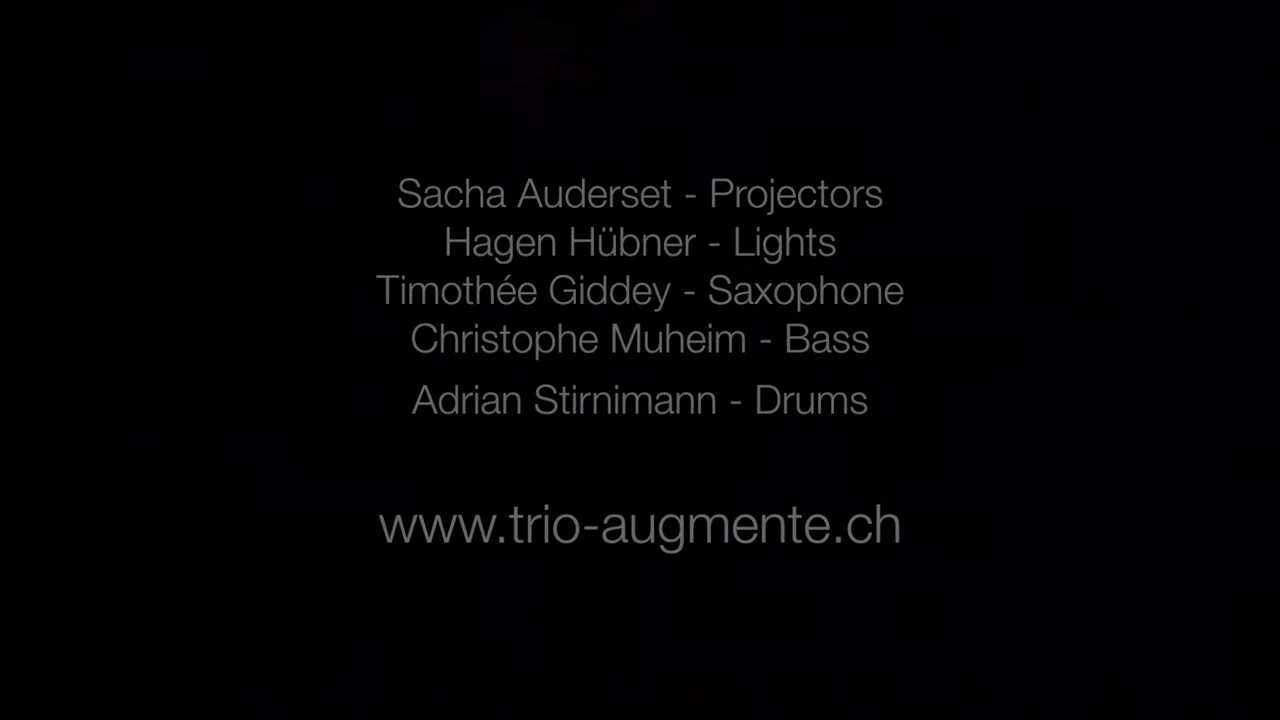 Sacha Auderset - Projectors
Hagen Hübner - Lights
Timothée Giddey - Saxophone
Christophe Muheim - Bass
Adrian Stirnimann - Drums
www.trio-augmente.ch